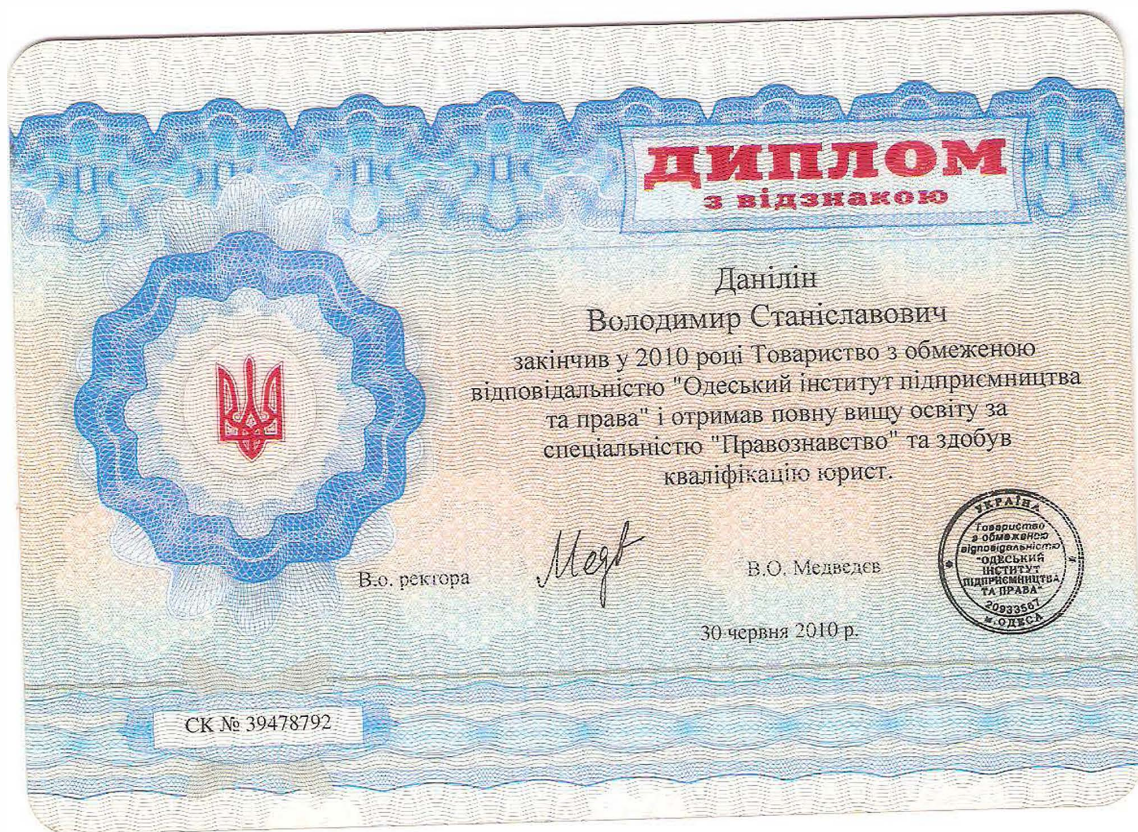 ДИПЛОМ
з відзнакою
Данілін
Володимир Станіславович
закінчив у 2010 році Товариство з обмеженою
відповідальністю "Одеський інститут підприємництва
та права" і отримав повну вищу освіту за
спеціальністю "Правознавство" та здобув
кваліфікацію юрист.
В.о. ректора
В.О. Медведєв
30 червня 2010 р.
УКРАЇНА
Товариство
з обмеженою
відповідальністю
"ОДЕСЬКИЙ
ІНСТИТУТ
ПІДПРИЄМНИЦТВА
ТА ПРАВА"
20933567
м.ОДЕСА
СК № 39478792